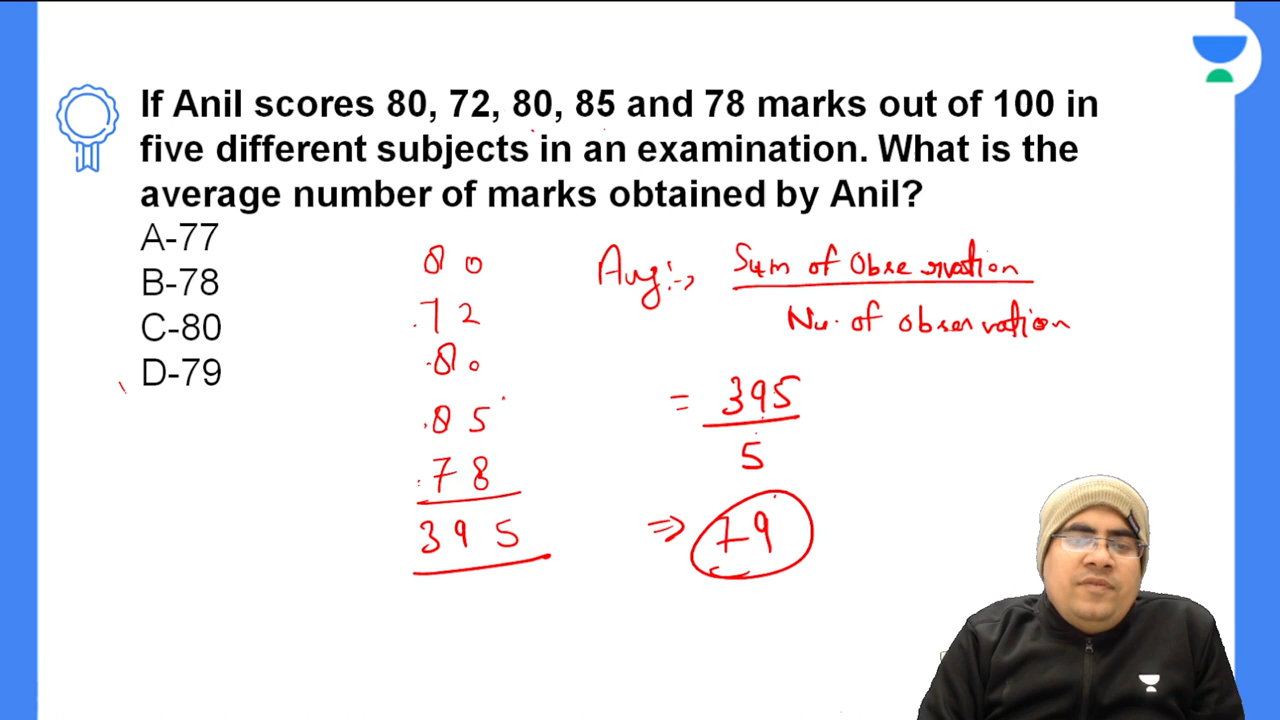 If Anil scores 80, 72, 80, 85 and 78 marks out of 100 in
five different subjects in an examination. What is the
average number of marks obtained by Anil?
A-77
B-78
C-80
D-79
80
72
80
85
78
395
Avg:→ Sum of Observation
No. of observation
= 395
5
⇒ 79